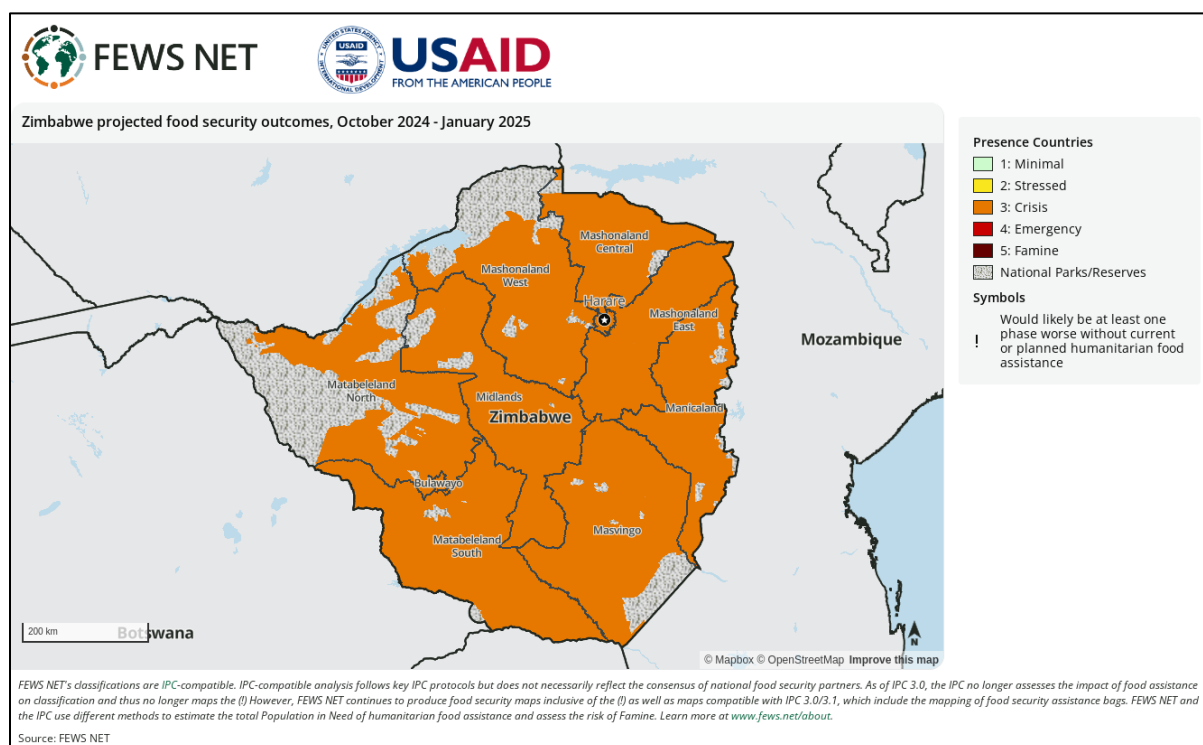 FEWS NET
UNITED STATES AGENCY
USAID
INTERNATIONAL DEVELOPMENT
USAID
FROM THE AMERICAN PEOPLE
Zimbabwe projected food security outcomes, October 2024 - January 2025
Presence Countries
1: Minimal
2: Stressed
3: Crisis
4: Emergency
5: Famine
National Parks/Reserves
Symbols
! Would likely be at least one
phase worse without current
or planned humanitarian food
assistance
Mashonaland
Central
Mashonaland
West
Harare
Mashonaland
East
Mozambique
Matabeleland
North
Midlands
Zimbabwe
Manicaland
Bulawayo
Masvingo
Matabeleland
South
200 km
Botswana
N
© Mapbox © OpenStreetMap Improve this map
FEWS NET's classifications are IPC-compatible. IPC-compatible analysis follows key IPC protocols but does not necessarily reflect the consensus of national food security partners. As of IPC 3.0, the IPC no longer assesses the impact of food assistance
on classification and thus no longer maps the (!) However, FEWS NET continues to produce food security maps inclusive of the (!) as well as maps compatible with IPC 3.0/3.1, which include the mapping of food security assistance bags. FEWS NET and
the IPC use different methods to estimate the total Population in Need of humanitarian food assistance and assess the risk of Famine. Learn more at www.fews.net/about.
Source: FEWS NET